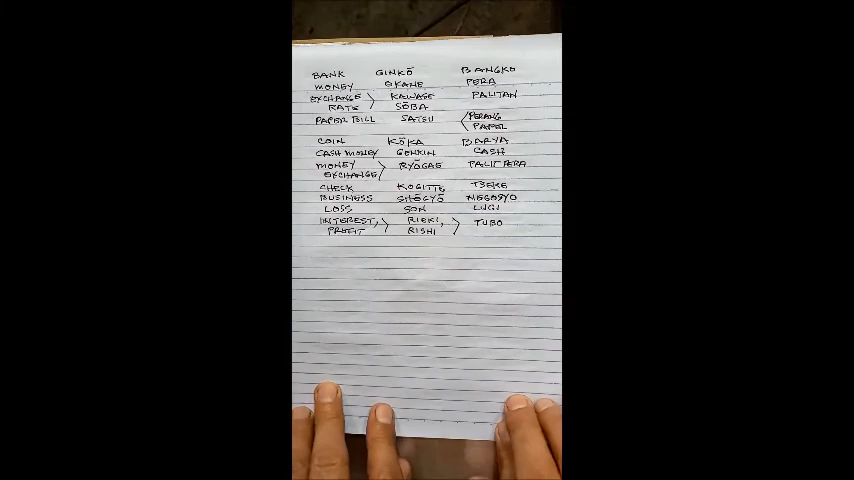 BANK GINKŌ BANGKO
MONEY OKANE PERA
EXCHANGE KAWASE PALITAN
RATE SŌBA
PAPER BILL SATSU PERANG
PAPEL
COIN KŌKA BARYA
CASH MONEY GENKIN CASH
MONEY RYŌGAE PALIT PERA
EXCHANGE
CHECK KOGITTE TSEKE
BUSINESS SHŌGYŌ NEGOSYO
LOSS SON LUGI
INTEREST, RIEKI, TUBO
PROFIT RISHI